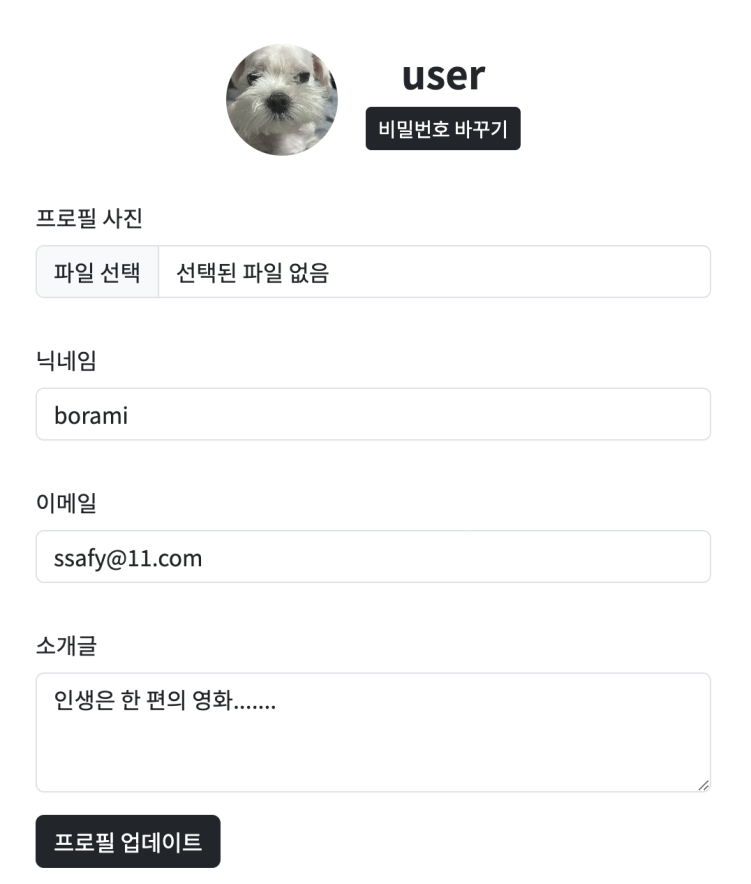 user
비밀번호 바꾸기
프로필 사진
파일 선택 선택된 파일 없음
닉네임
borami
이메일
ssafy@11.com
소개글
인생은 한 편의 영화.......
프로필 업데이트